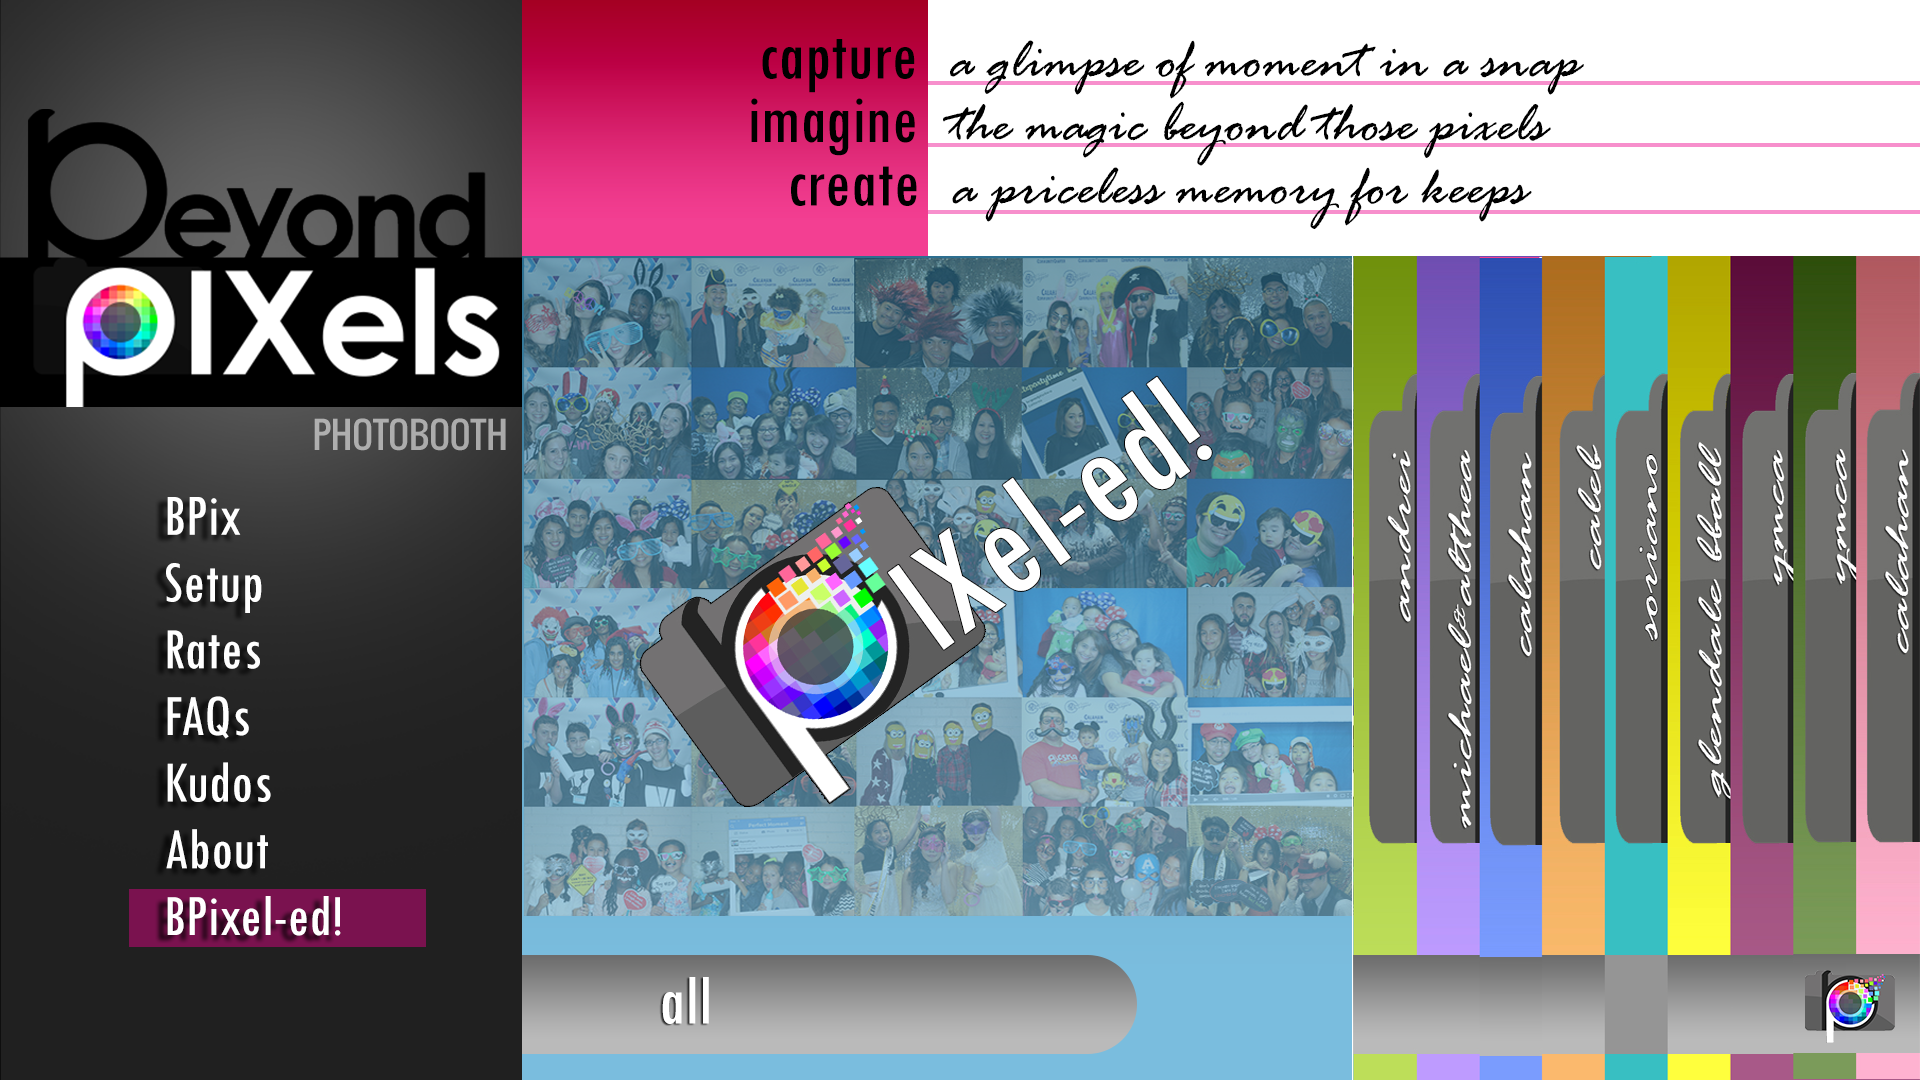 Beyond
pIXels
PHOTOBOOTH
BPix
Setup
Rates
FAQs
Kudos
About
BPixel-ed!
capture a glimpse of moment in a snap
imagine the magic beyond those pixels
create a priceless memory for keeps
pIXel-ed!
all
andrei
michael&althea
calahan
caleb
soriano
glendale bball
ymca
ymca
calahan